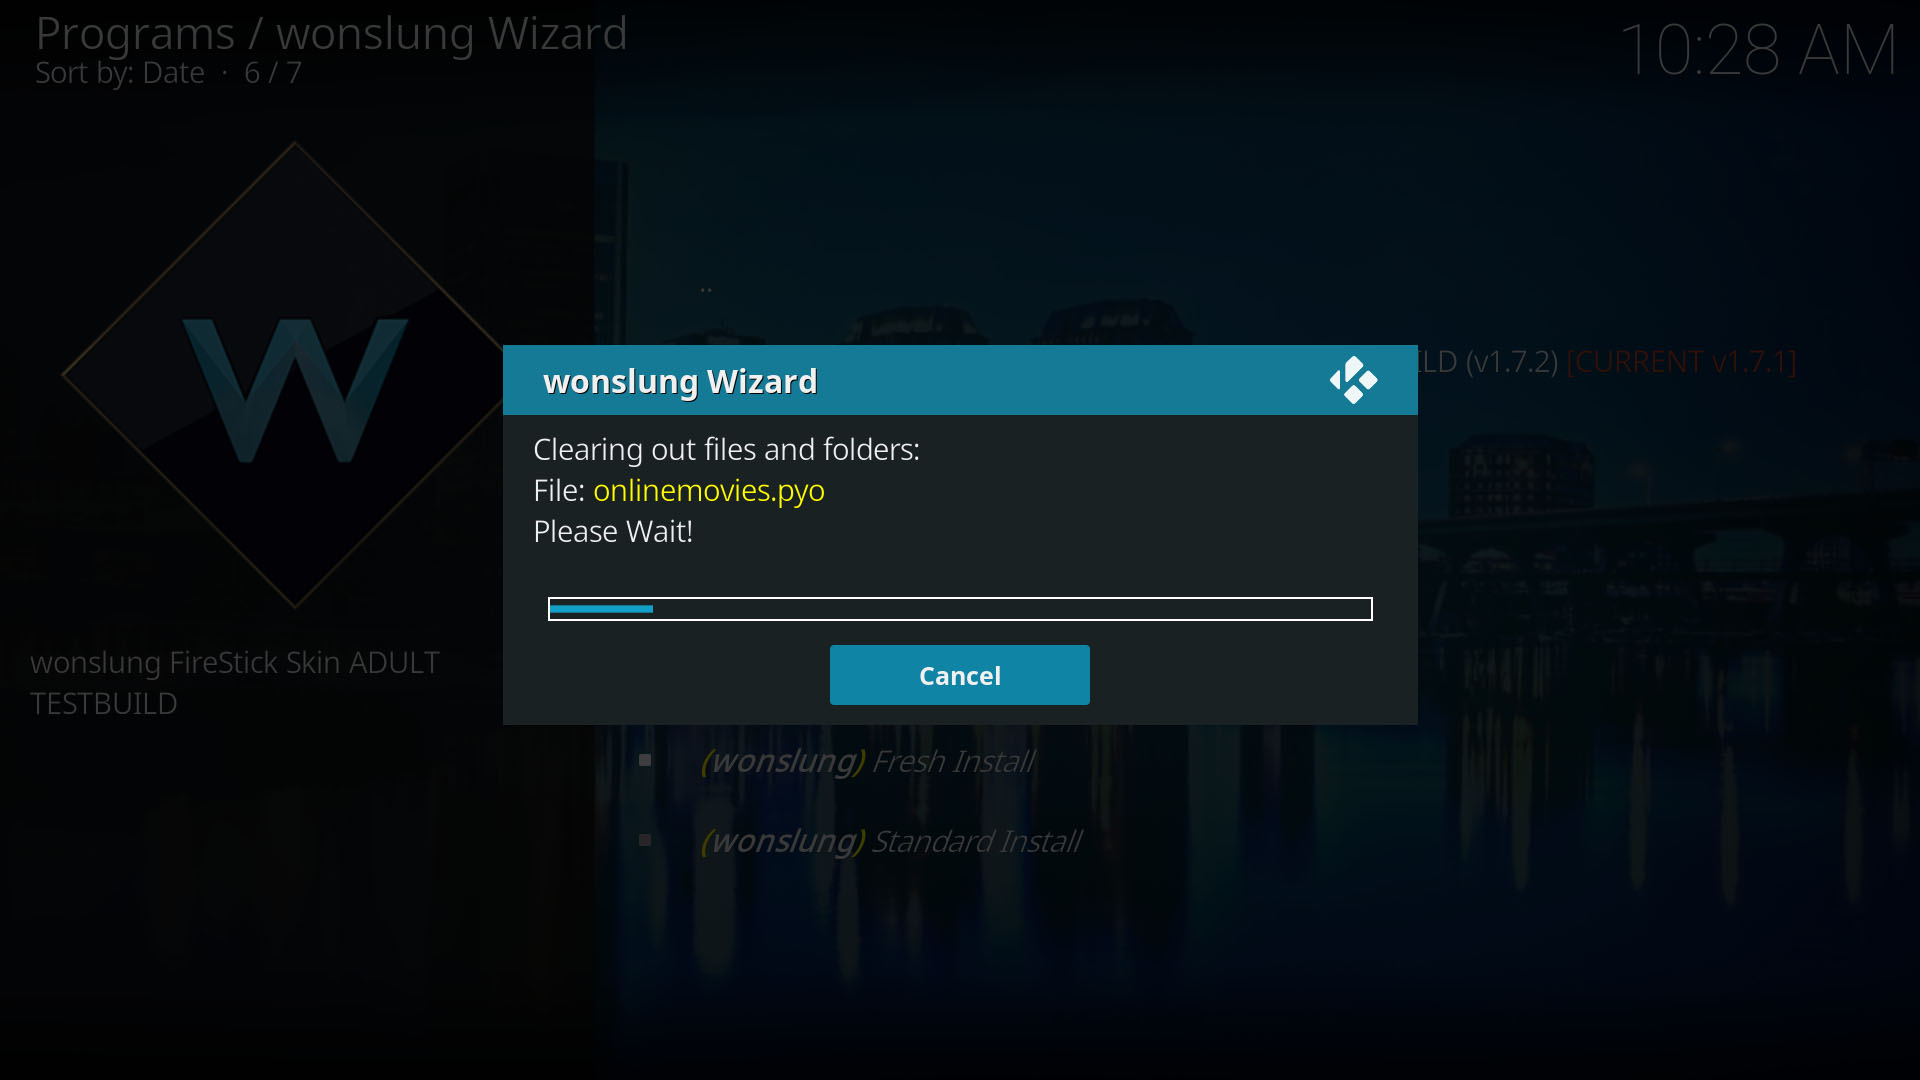 Programs / wonslung Wizard
Sort by: Date · 6 / 7
10:28 AM
..
LD (v1.7.2) [CURRENT v1.7.1]
wonslung Wizard
Clearing out files and folders:
File: onlinemovies.pyo
Please Wait!
Cancel
W
wonslung FireStick Skin ADULT
TESTBUILD
(wonslung) Fresh Install
(wonslung) Standard Install